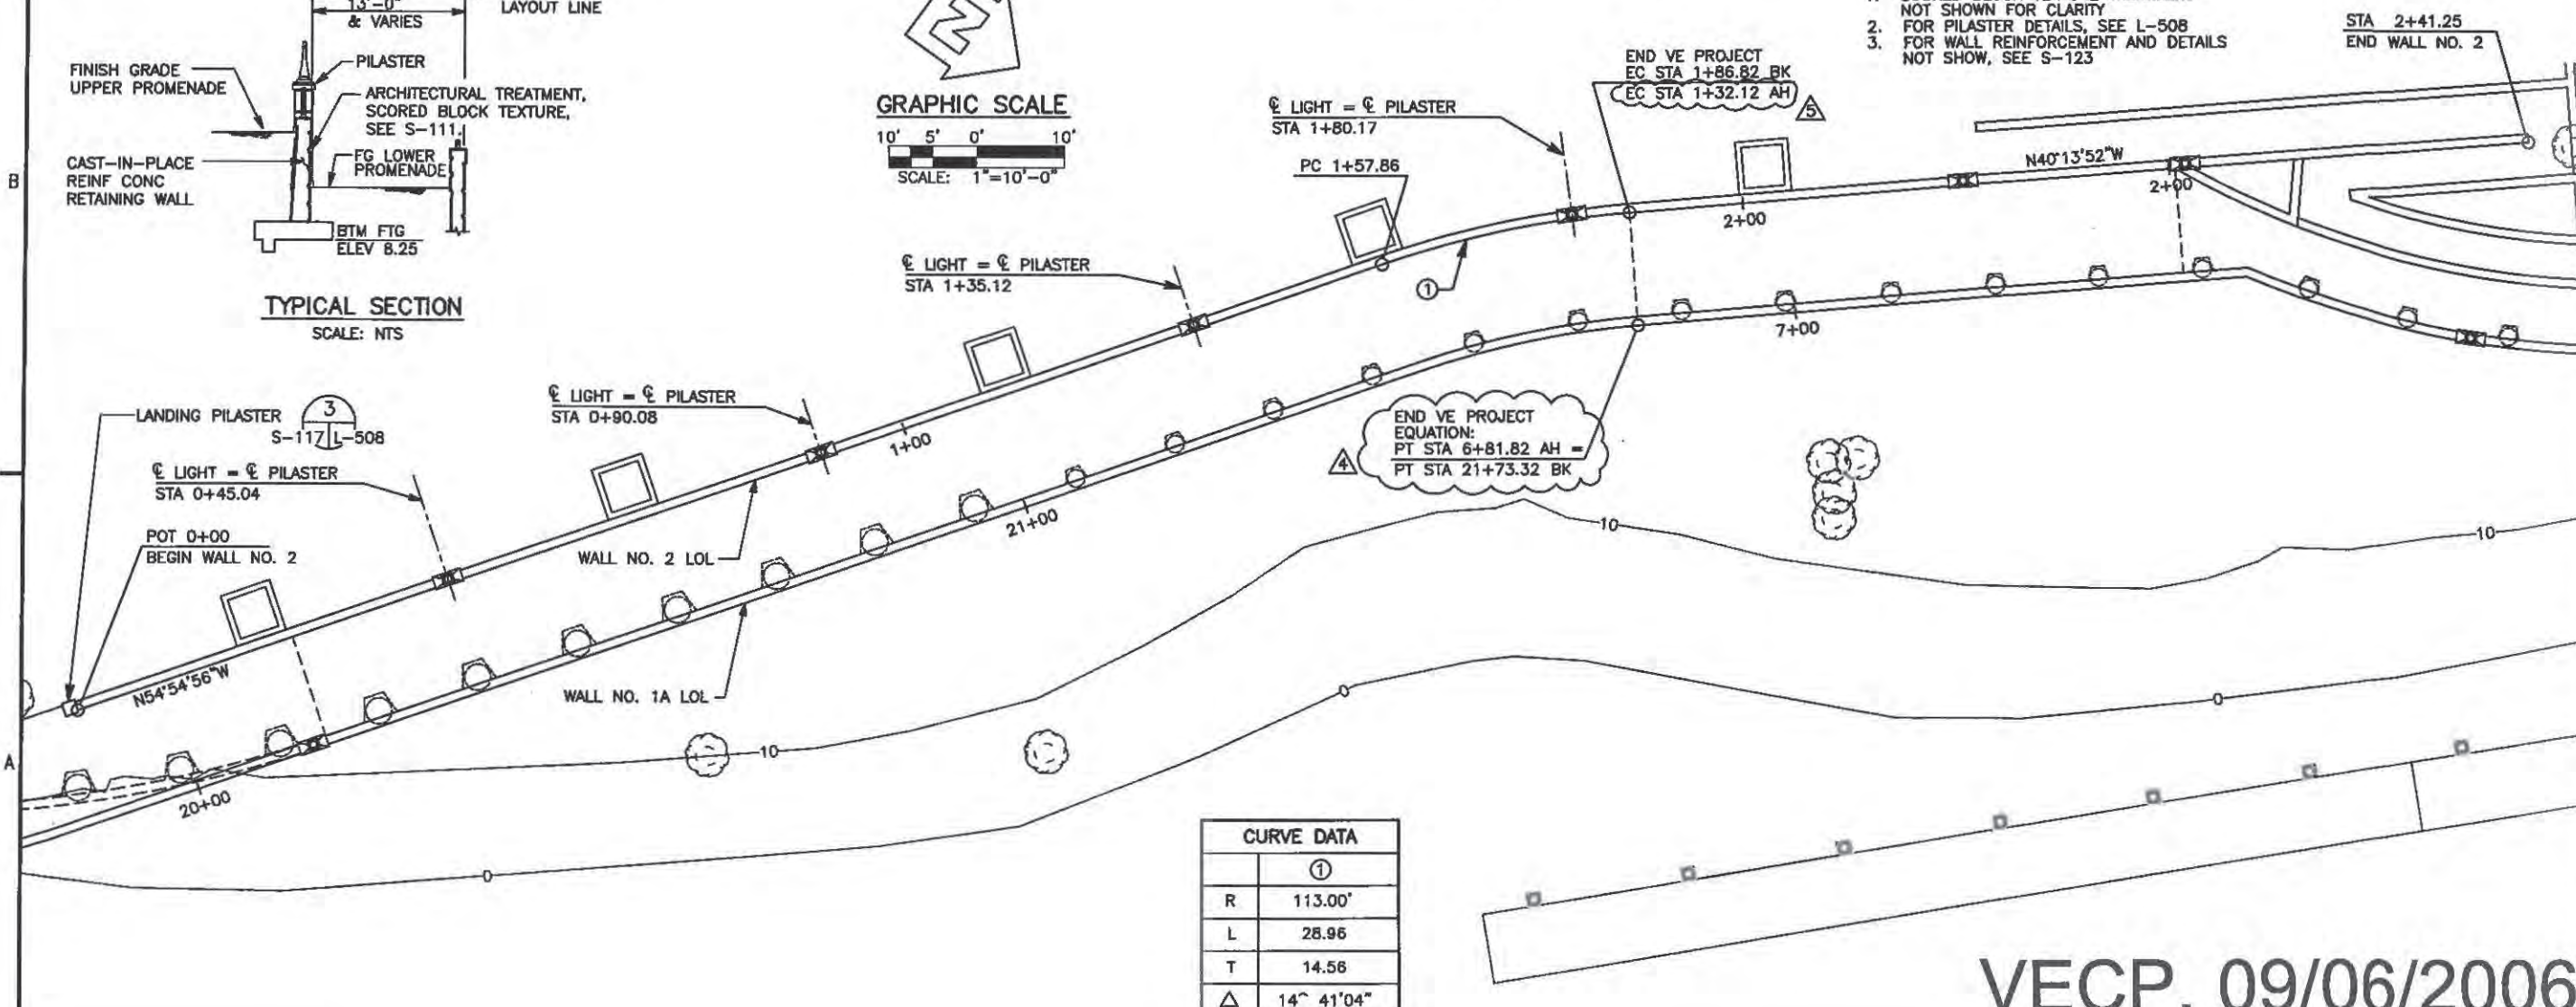 13'-0"
& VARIES
LAYOUT LINE
FINISH GRADE
UPPER PROMENADE
PILASTER
ARCHITECTURAL TREATMENT,
SCORED BLOCK TEXTURE,
SEE S-111.
CAST-IN-PLACE
REINF CONC
RETAINING WALL
FG LOWER
PROMENADE
BTM FTG
ELEV 8.25
TYPICAL SECTION
SCALE: NTS
N
GRAPHIC SCALE
10' 5' 0' 10'
SCALE: 1"=10'-0"
NOT SHOWN FOR CLARITY
2. FOR PILASTER DETAILS, SEE L-508
3. FOR WALL REINFORCEMENT AND DETAILS
NOT SHOW, SEE S-123
STA 2+41.25
END WALL NO. 2
END VE PROJECT
EC STA 1+86.82 BK
EC STA 1+32.12 AH
5
℄ LIGHT = ℄ PILASTER
STA 1+80.17
PC 1+57.86
N40°13'52"W
2+00
2+00
℄ LIGHT = ℄ PILASTER
STA 1+35.12
1
7+00
B
LANDING PILASTER
3
S-117 L-508
℄ LIGHT = ℄ PILASTER
STA 0+90.08
1+00
END VE PROJECT
EQUATION:
PT STA 6+81.82 AH =
PT STA 21+73.32 BK
4
℄ LIGHT = ℄ PILASTER
STA 0+45.04
POT 0+00
BEGIN WALL NO. 2
WALL NO. 2 LOL
21+00
10
10
N54°54'56"W
WALL NO. 1A LOL
0
0
10
A
20+00
0
CURVE DATA
1
R 113.00'
L 28.96
T 14.56
△ 14° 41'04"
VECP, 09/06/2006